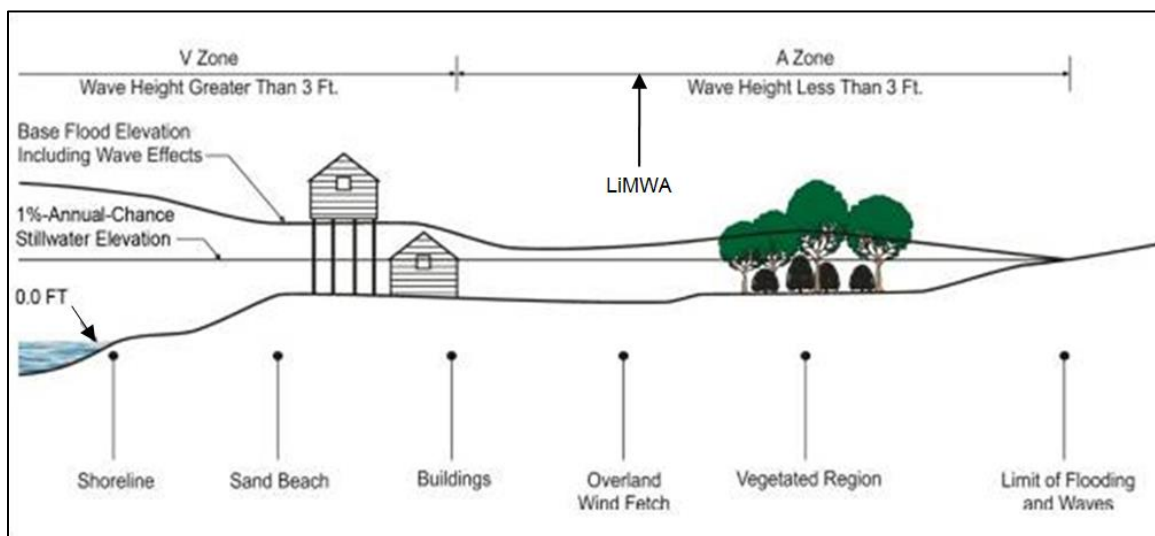 V Zone
Wave Height Greater Than 3 Ft.
A Zone
Wave Height Less Than 3 Ft.
LiMWA
Base Flood Elevation
Including Wave Effects
1%-Annual-Chance
Stillwater Elevation
0.0 FT
Shoreline
Sand Beach
Buildings
Overland
Wind Fetch
Vegetated Region
Limit of Flooding
and Waves